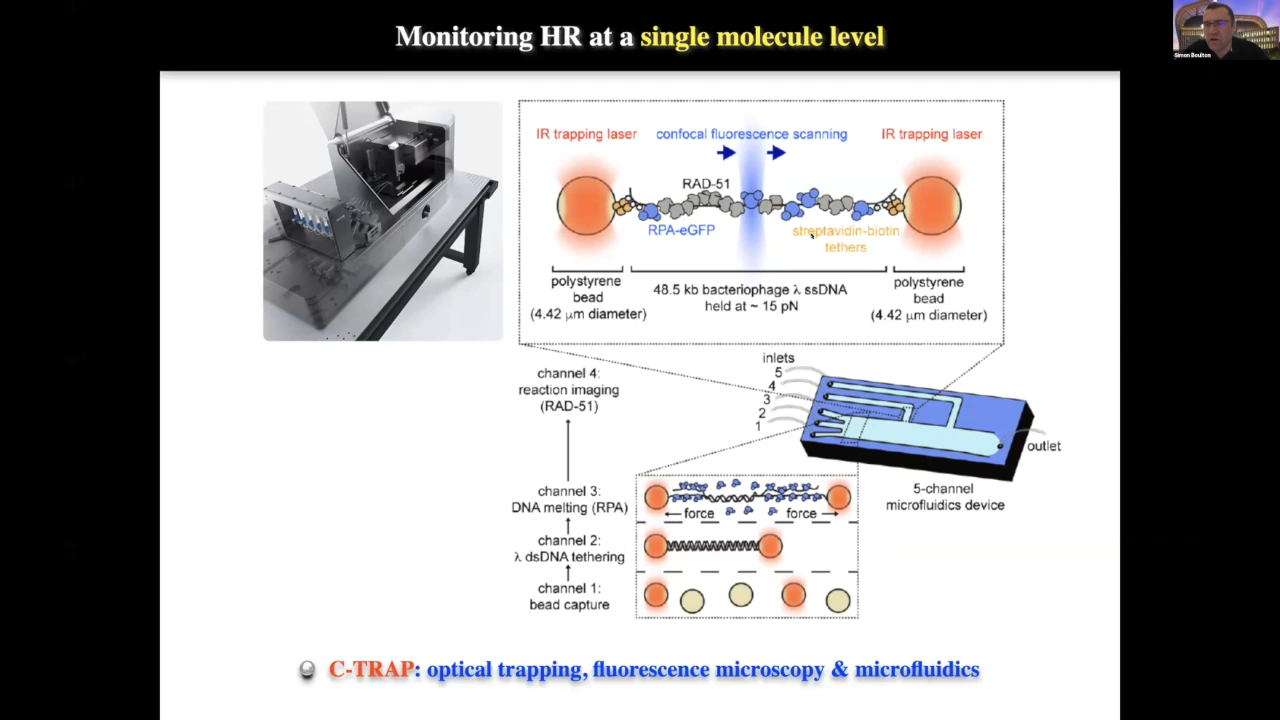 Monitoring HR at a single molecule level
Simon Boulton
IR trapping laser
confocal fluorescence scanning
IR trapping laser
RAD-51
RPA-eGFP
streptavidin-biotin
tethers
polystyrene
bead
(4.42 μm diameter)
48.5 kb bacteriophage λ ssDNA
held at ~ 15 pN
polystyrene
bead
(4.42 μm diameter)
inlets
5
4
3
2
1
outlet
5-channel
microfluidics device
channel 4:
reaction imaging
(RAD-51)
channel 3:
DNA melting (RPA)
channel 2:
λ dsDNA tethering
channel 1:
bead capture
force
force
C-TRAP: optical trapping, fluorescence microscopy & microfluidics